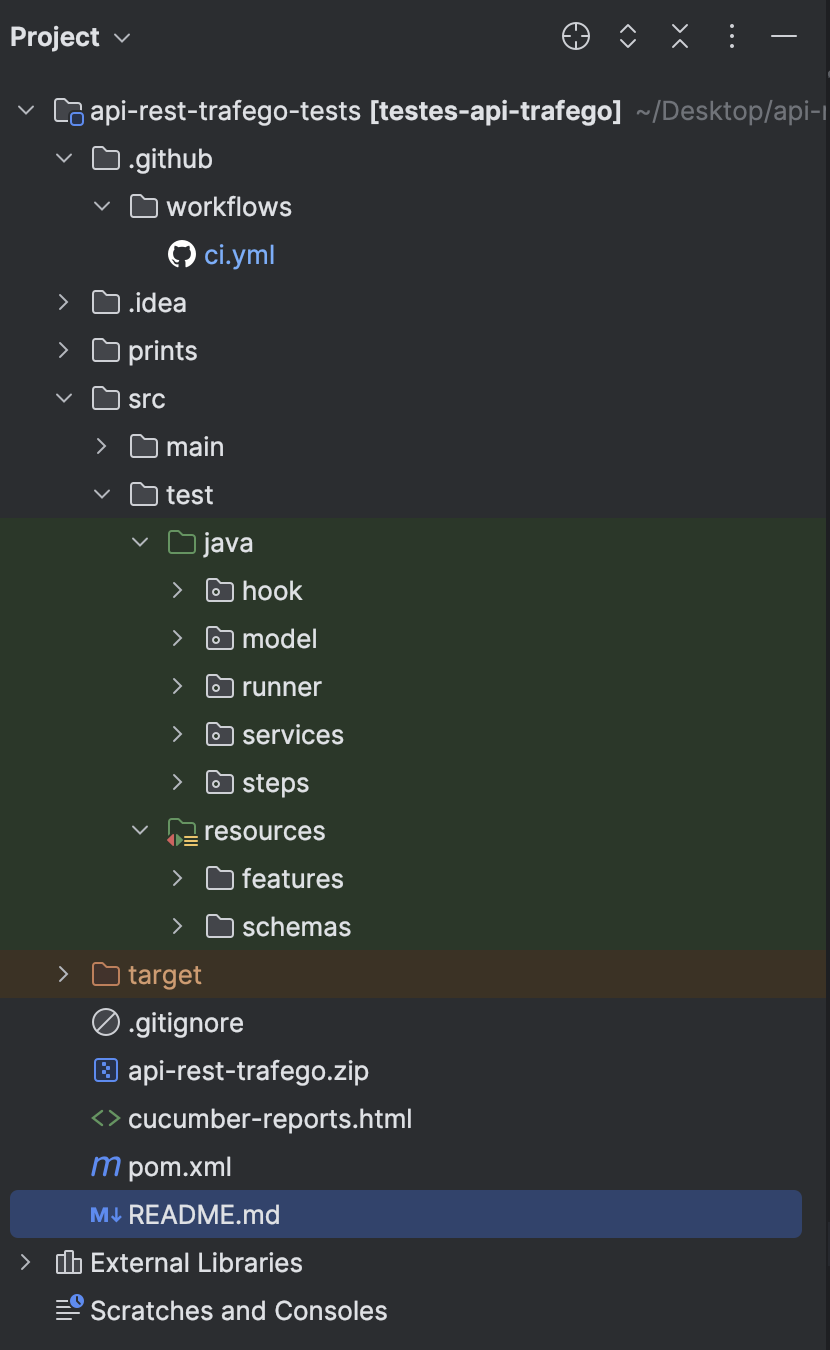 Project
api-rest-trafego-tests [testes-api-trafego] ~/Desktop/api-r
.github
workflows
ci.yml
.idea
prints
src
main
test
java
hook
model
runner
services
steps
resources
features
schemas
target
.gitignore
api-rest-trafego.zip
<> cucumber-reports.html
m pom.xml
M↓ README.md
External Libraries
Scratches and Consoles